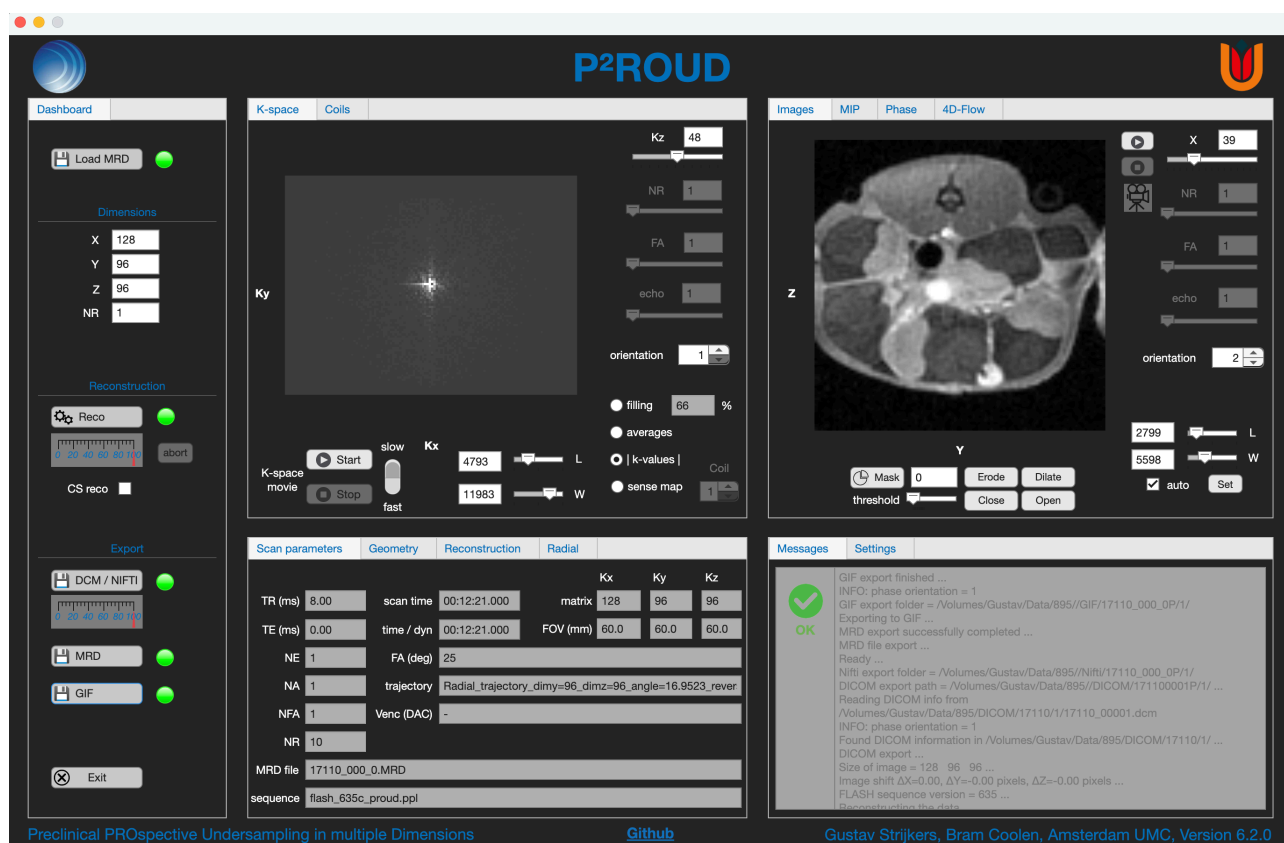 P²ROUD
Dashboard
Load MRD
Dimensions
X 128
Y 96
Z 96
NR 1
Reconstruction
Reco
0 20 40 60 80 100
abort
CS reco
Export
DCM / NIFTI
0 20 40 60 80 100
MRD
GIF
Exit
K-space Coils
Kz 48
NR 1
FA 1
echo 1
Ky
orientation 1
filling 66 %
averages
| k-values |
sense map
Coil
1
K-space
movie
Start
Stop
slow
fast
Kx
4793 L
11983 W
Images MIP Phase 4D-Flow
X 39
NR 1
FA 1
echo 1
Z
orientation 2
Y
2799 L
5598 W
auto Set
Mask 0 Erode Dilate
threshold Close Open
Scan parameters Geometry Reconstruction Radial
Kx Ky Kz
TR (ms) 8.00 scan time 00:12:21.000 matrix 128 96 96
TE (ms) 0.00 time / dyn 00:12:21.000 FOV (mm) 60.0 60.0 60.0
NE 1 FA (deg) 25
NA 1 trajectory Radial_trajectory_dimy=96_dimz=96_angle=16.9523_rever
NFA 1 Venc (DAC) -
NR 10
MRD file 17110_000_0.MRD
sequence flash_635c_proud.ppl
Messages Settings
OK
GIF export finished ...
INFO: phase orientation = 1
GIF export folder = /Volumes/Gustav/Data/895//GIF/17110_000_0P/1/
Exporting to GIF ...
MRD export successfully completed ...
MRD file export ...
Ready ...
Nifti export folder = /Volumes/Gustav/Data/895//Nifti/17110_000_0P/1/
DICOM export path = /Volumes/Gustav/Data/895//DICOM/171100001P/1/ ...
Reading DICOM info from
/Volumes/Gustav/Data/895/DICOM/17110/1/17110_00001.dcm
INFO: phase orientation = 1
Found DICOM information in /Volumes/Gustav/Data/895/DICOM/17110/1/ ...
DICOM export ...
Size of image = 128 96 96 ...
Image shift ΔX=0.00, ΔY=-0.00 pixels, ΔZ=-0.00 pixels ...
FLASH sequence version = 635 ...
Reconstructing the data
Preclinical PROspective Undersampling in multiple Dimensions
Github
Gustav Strijkers, Bram Coolen, Amsterdam UMC, Version 6.2.0